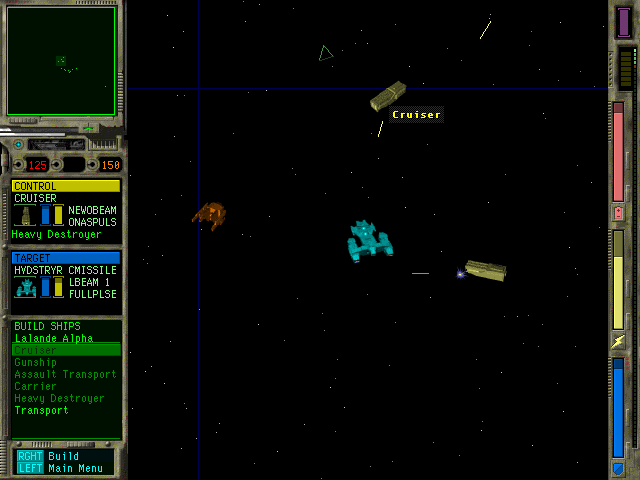 125 150
CONTROL
CRUISER
NEWOBEAM
ONASPULS
Heavy Destroyer
TARGET
HVDSTRYR CMISSILE
LBEAM 1
FULLPLSE
BUILD SHIPS
Lalande Alpha
Cruiser
Gunship
Assault Transport
Carrier
Heavy Destroyer
Transport
RGHT Build
LEFT Main Menu
Cruiser